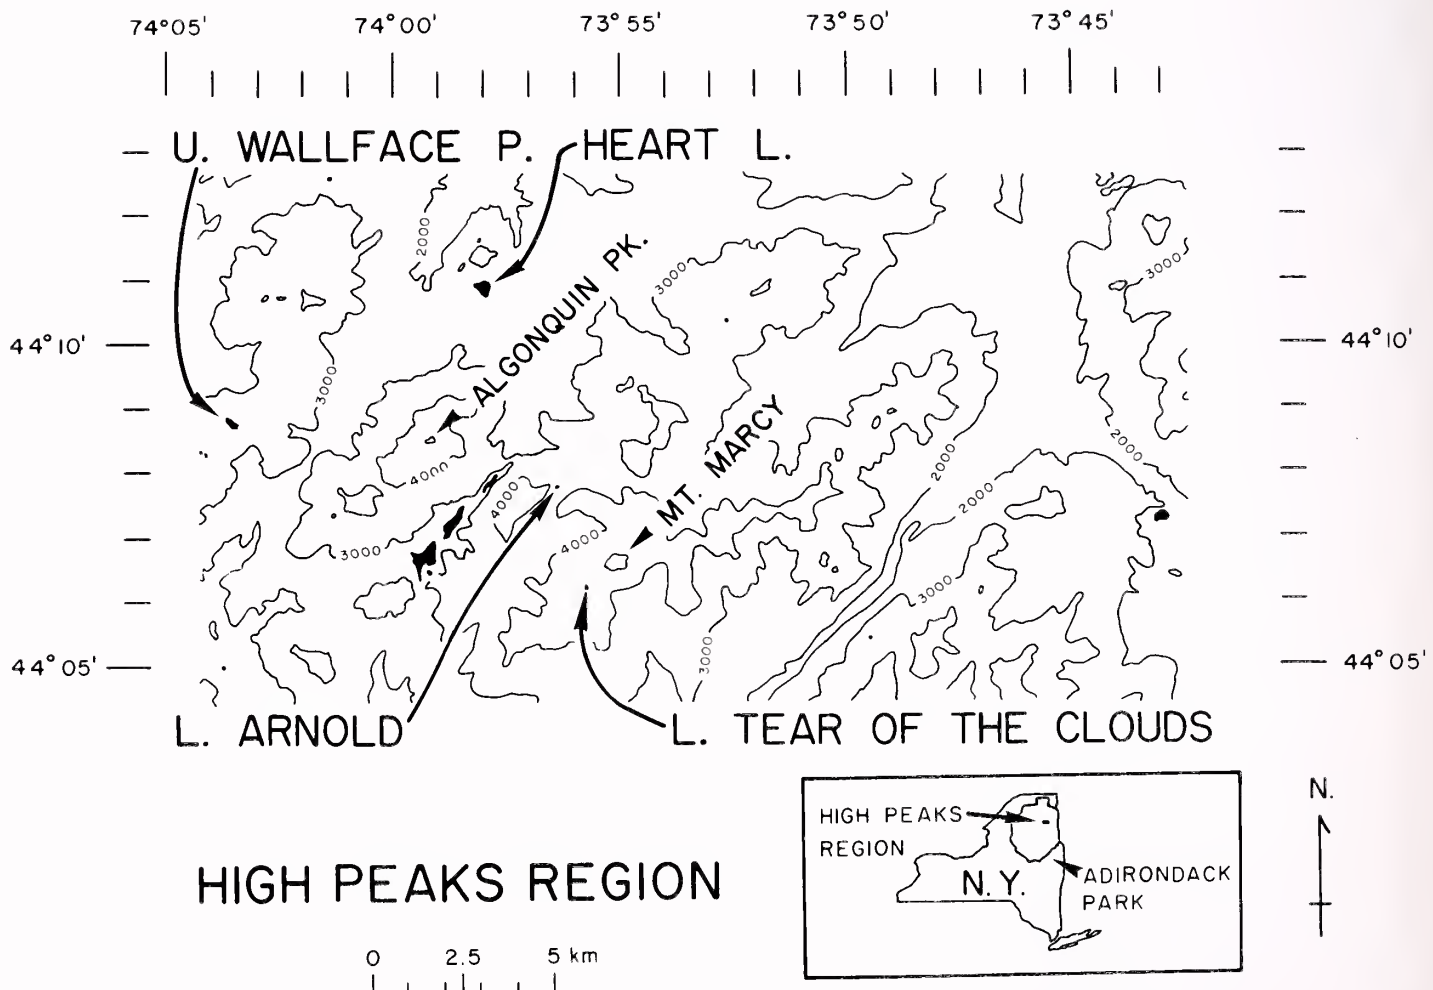 74°05' 74°00' 73°55' 73°50' 73°45'
U. WALLFACE P. HEART L.
2000
3000
3000
ALGONQUIN PK.
44°10' 44°10'
3000
MT. MARCY
2000
2000
4000
4000
2000
3000
4000
3000
3000
44°05' 44°05'
L. ARNOLD L. TEAR OF THE CLOUDS
HIGH PEAKS REGION
0 2.5 5 km
HIGH PEAKS
REGION
N.Y.
ADIRONDACK
PARK
N.